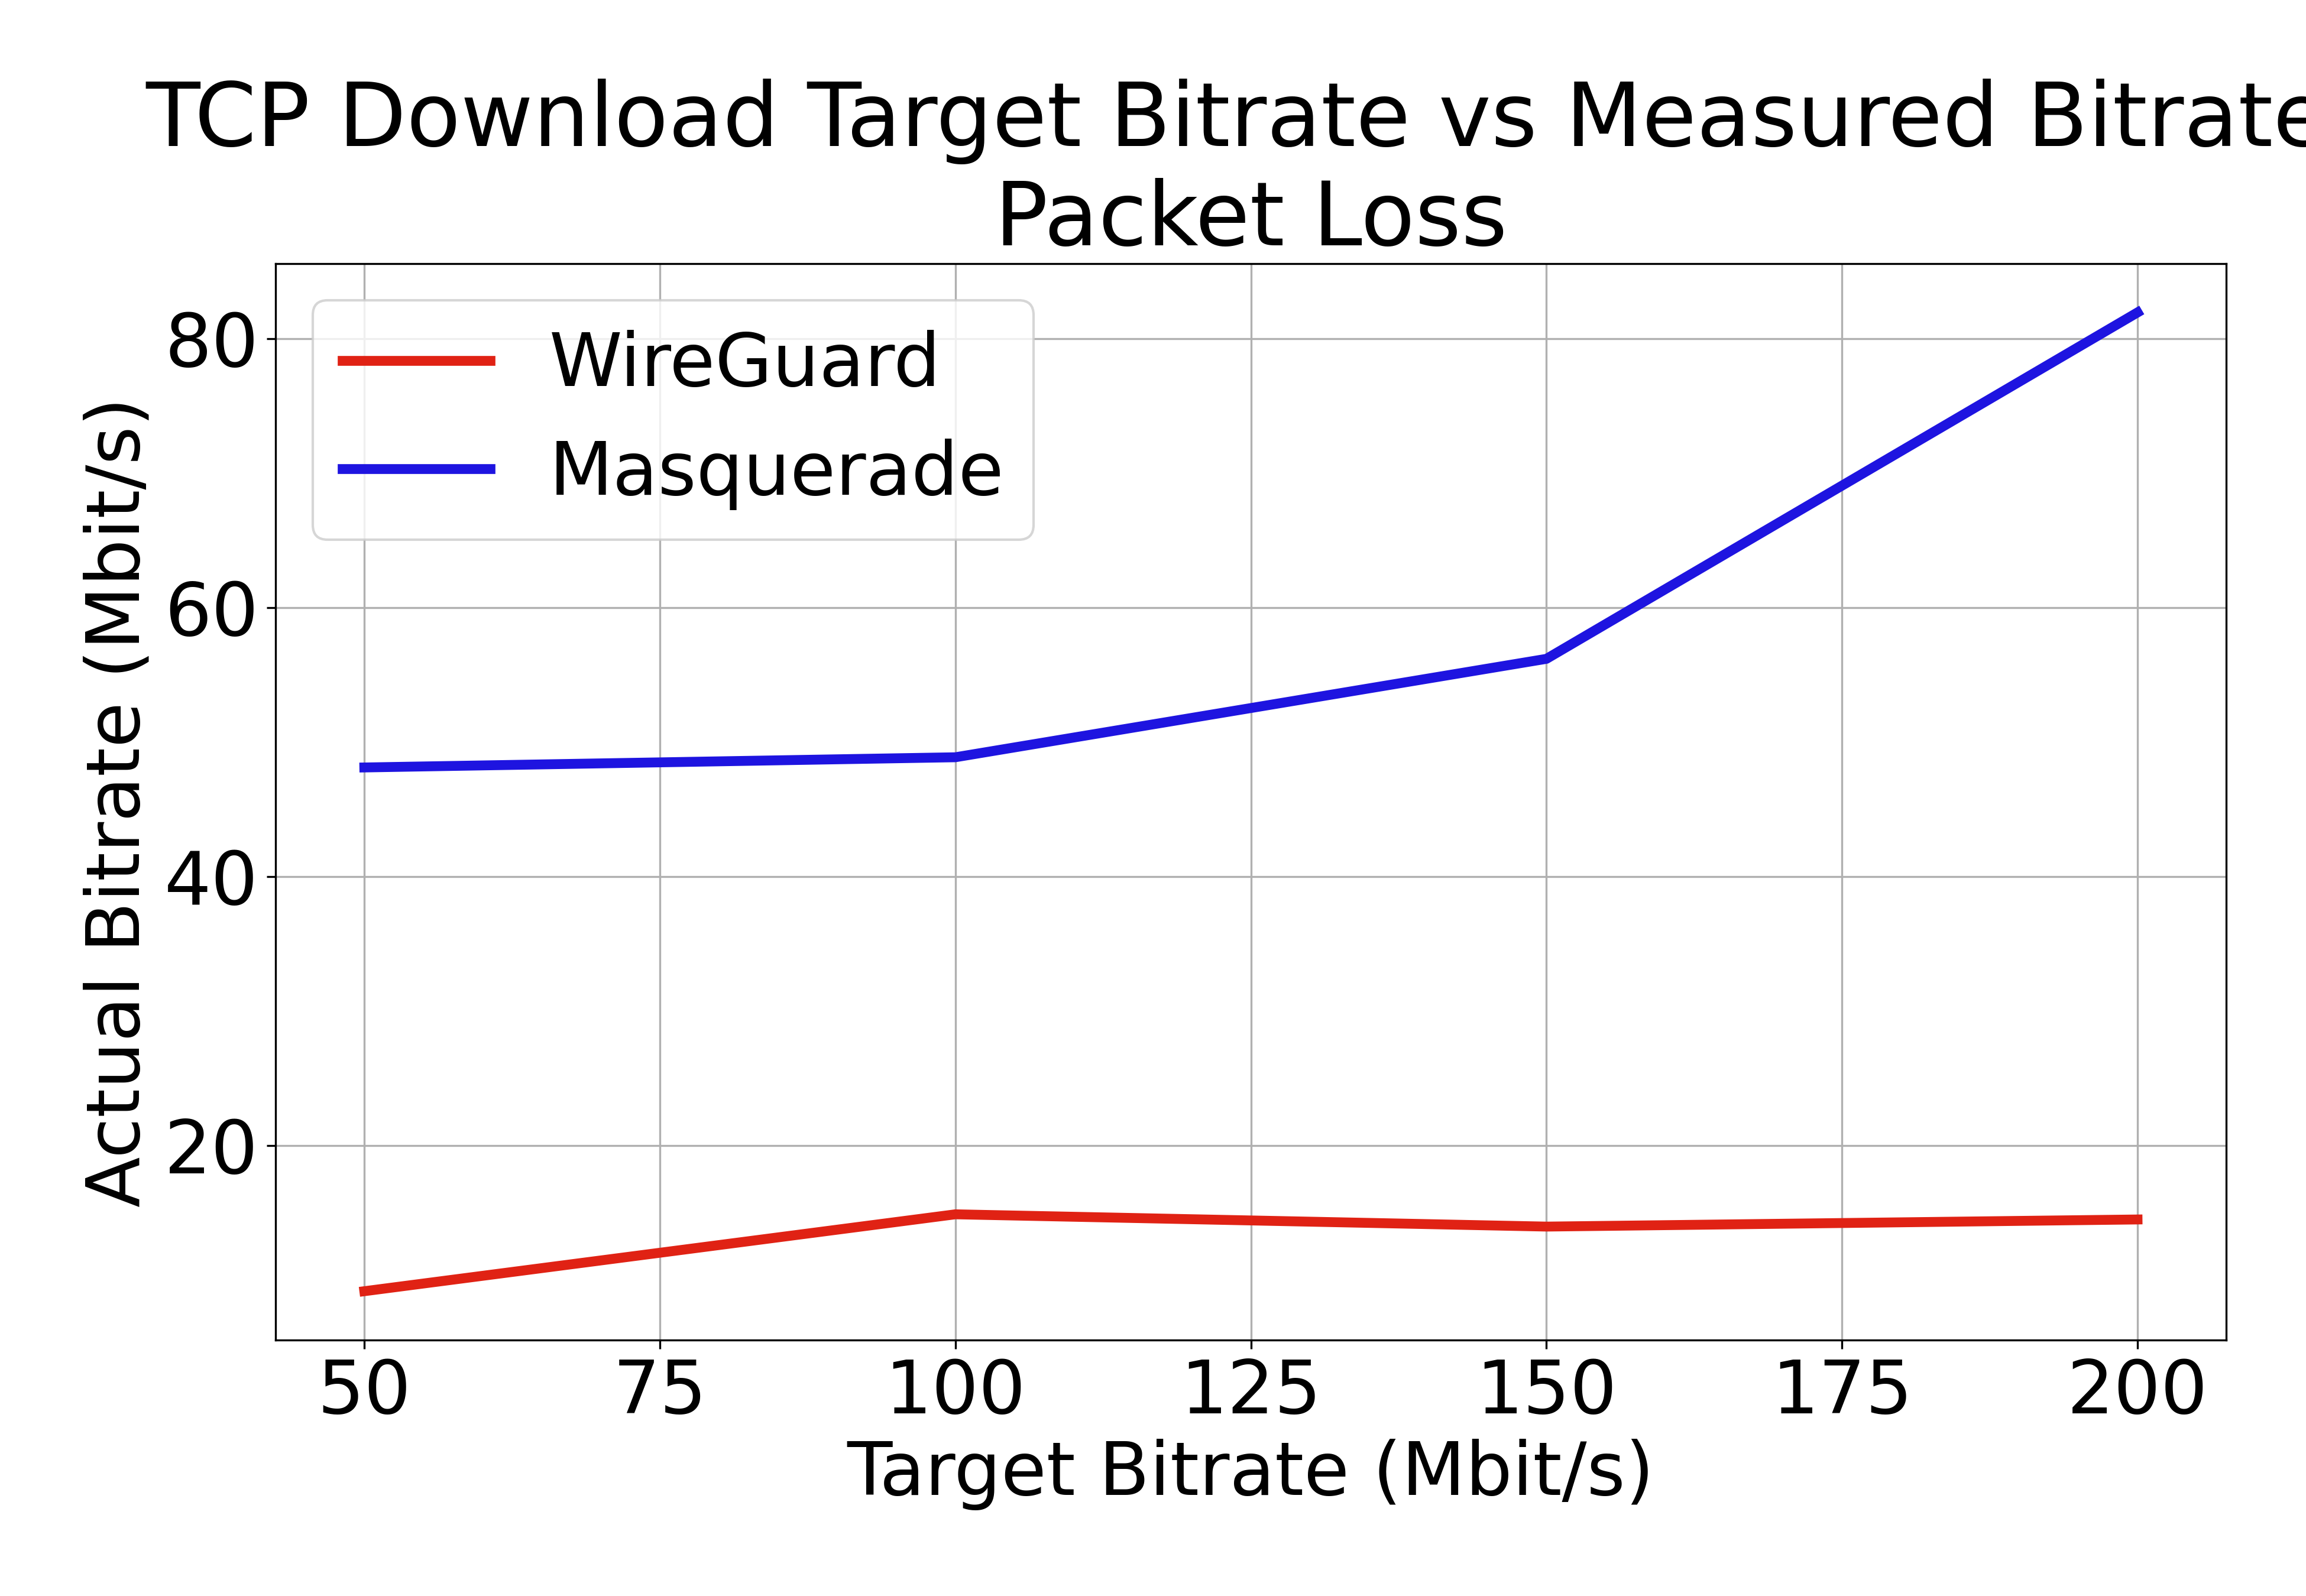 TCP Download Target Bitrate vs Measured Bitrate
Packet Loss
WireGuard
Masquerade
80
60
40
20
Actual Bitrate (Mbit/s)
50 75 100 125 150 175 200
Target Bitrate (Mbit/s)